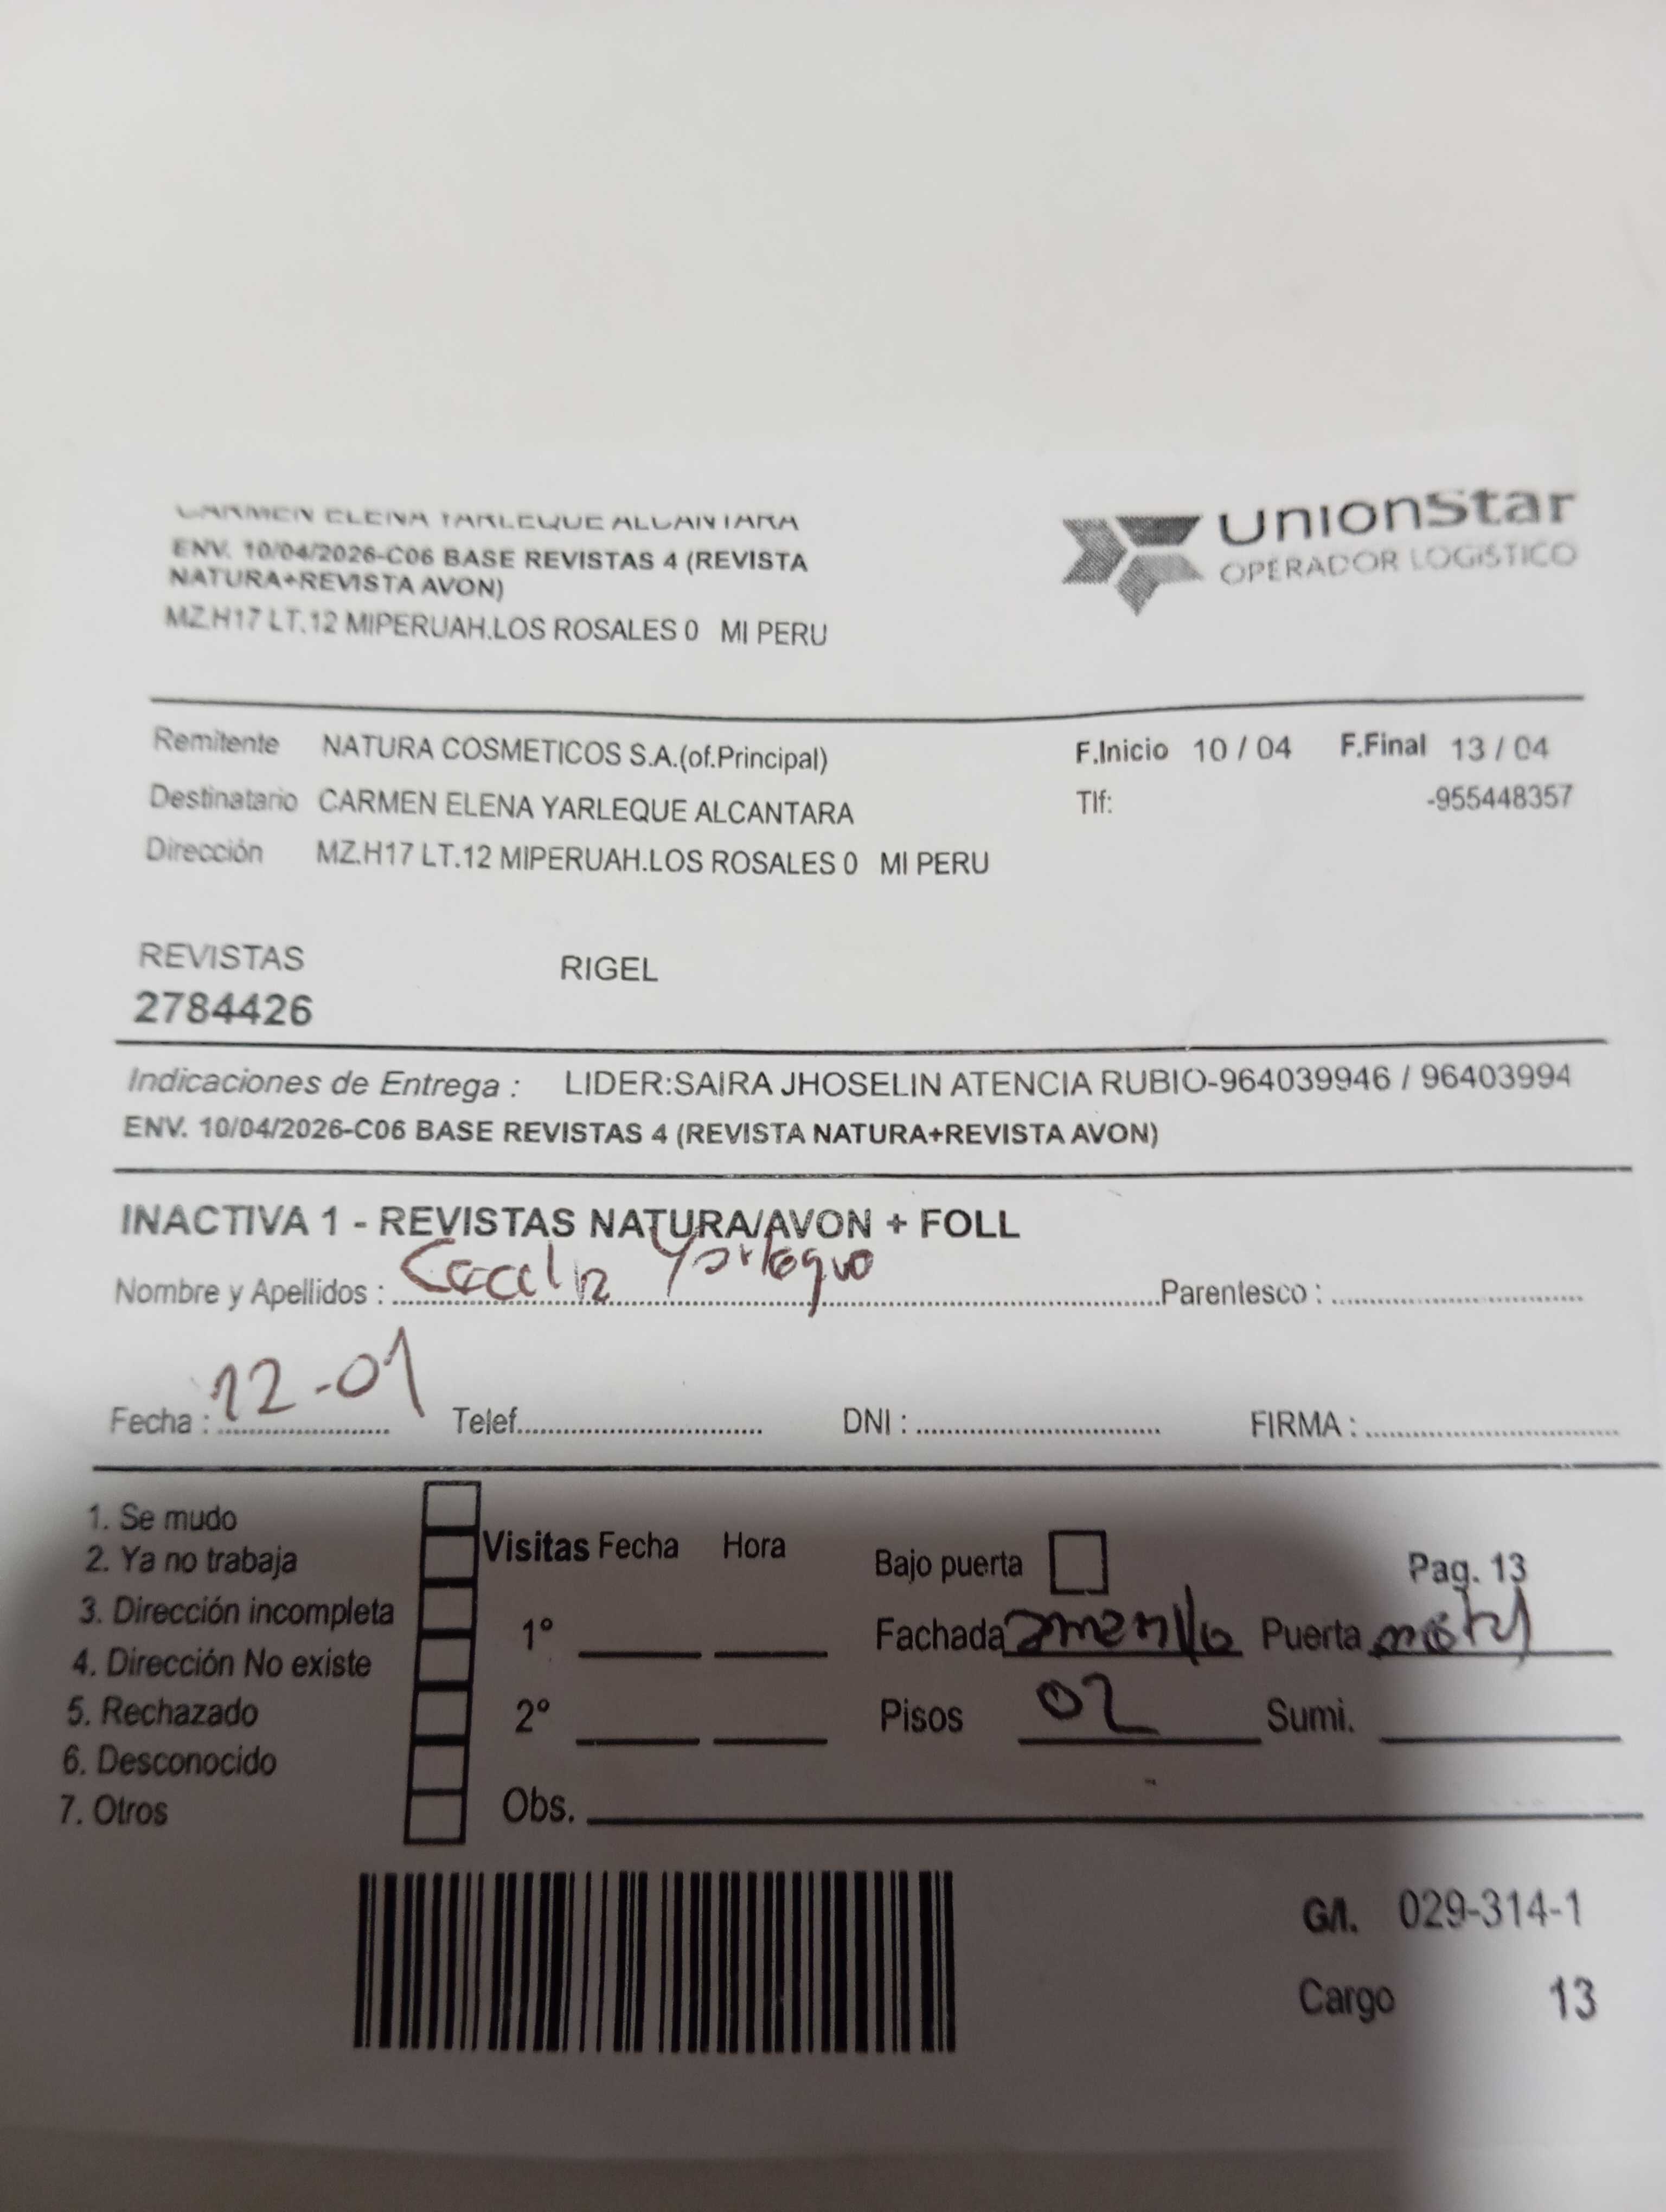 CARMEN ELENA YARLEQUE ALCANTARA
ENV. 10/04/2026-C06 BASE REVISTAS 4 (REVISTA
NATURA+REVISTA AVON)
MZ.H17 LT.12 MIPERUAH.LOS ROSALES 0 MI PERU
UnionStar
OPERADOR LOGISTICO
Remitente NATURA COSMETICOS S.A.(of.Principal) F.Inicio 10 / 04 F.Final 13 / 04
Destinatario CARMEN ELENA YARLEQUE ALCANTARA Tlf: -955448357
Dirección MZ.H17 LT.12 MIPERUAH.LOS ROSALES 0 MI PERU
REVISTAS RIGEL
2784426
Indicaciones de Entrega : LIDER:SAIRA JHOSELIN ATENCIA RUBIO-964039946 / 96403994
ENV. 10/04/2026-C06 BASE REVISTAS 4 (REVISTA NATURA+REVISTA AVON)
INACTIVA 1 - REVISTAS NATURA/AVON + FOLL
Nombre y Apellidos : Yarleque Parentesco :
Fecha : 12-01 Telef. DNI : FIRMA :
1. Se mudo
2. Ya no trabaja
3. Dirección incompleta
4. Dirección No existe
5. Rechazado
6. Desconocido
7. Otros
Visitas Fecha Hora
1°
2°
Obs.
Bajo puerta Pag. 13
Fachada amarillo Puerta metal
Pisos 02 Sumi.
G/I. 029-314-1
Cargo 13